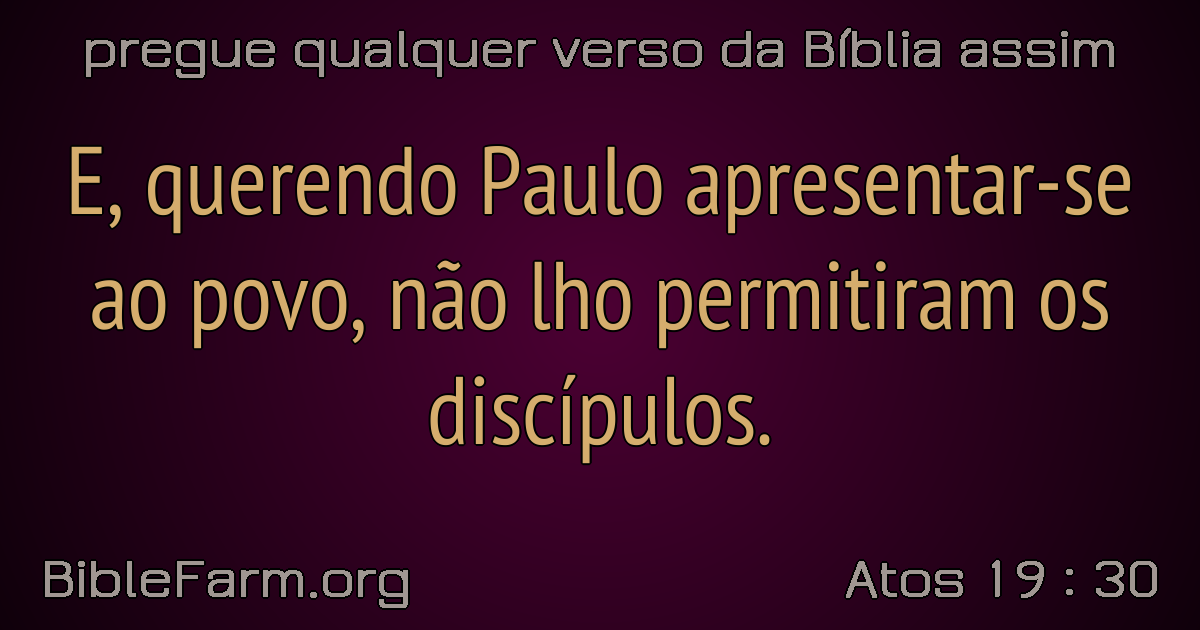 pregue qualquer verso da Bíblia assim
E, querendo Paulo apresentar-se
ao povo, não lho permitiram os
discípulos.
BibleFarm.org
Atos 19 : 30